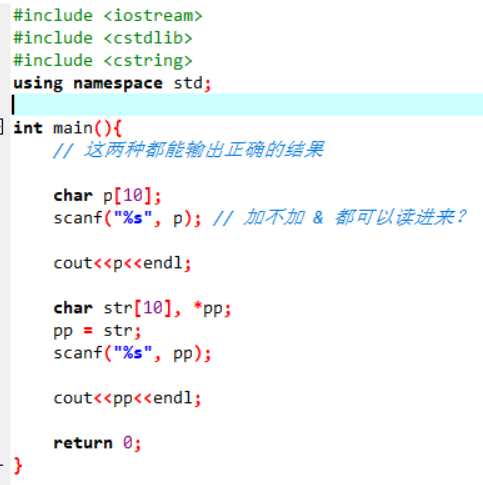 #include <iostream>
#include <cstdlib>
#include <cstring>
using namespace std;
int main(){
// 这两种都能输出正确的结果
char p[10];
scanf("%s", p); // 加不加 & 都可以读进来？
cout<<p<<endl;
char str[10], *pp;
pp = str;
scanf("%s", pp);
cout<<pp<<endl;
return 0;
}